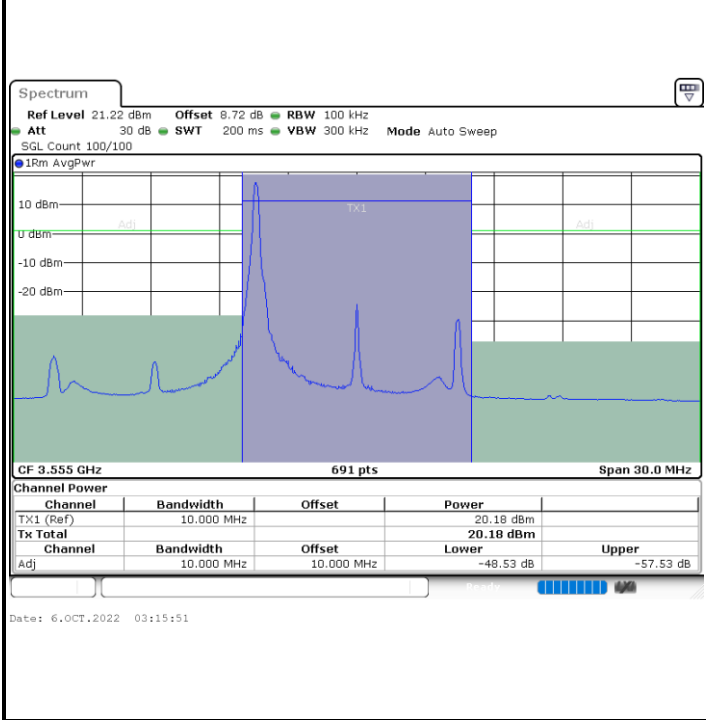 Spectrum
Ref Level 21.22 dBm Offset 8.72 dB RBW 100 kHz
Att 30 dB SWT 200 ms VBW 300 kHz Mode Auto Sweep
SGL Count 100/100
1Rm AvgPwr
10 dBm
TX1
Adj
Adj
0 dBm
-10 dBm
-20 dBm
CF 3.555 GHz 691 pts Span 30.0 MHz
Channel Power
Channel Bandwidth Offset Power
TX1 (Ref) 10.000 MHz 20.18 dBm
Tx Total 20.18 dBm
Channel Bandwidth Offset Lower Upper
Adj 10.000 MHz 10.000 MHz -48.53 dB -57.53 dB
Ready
Date: 6.OCT.2022 03:15:51